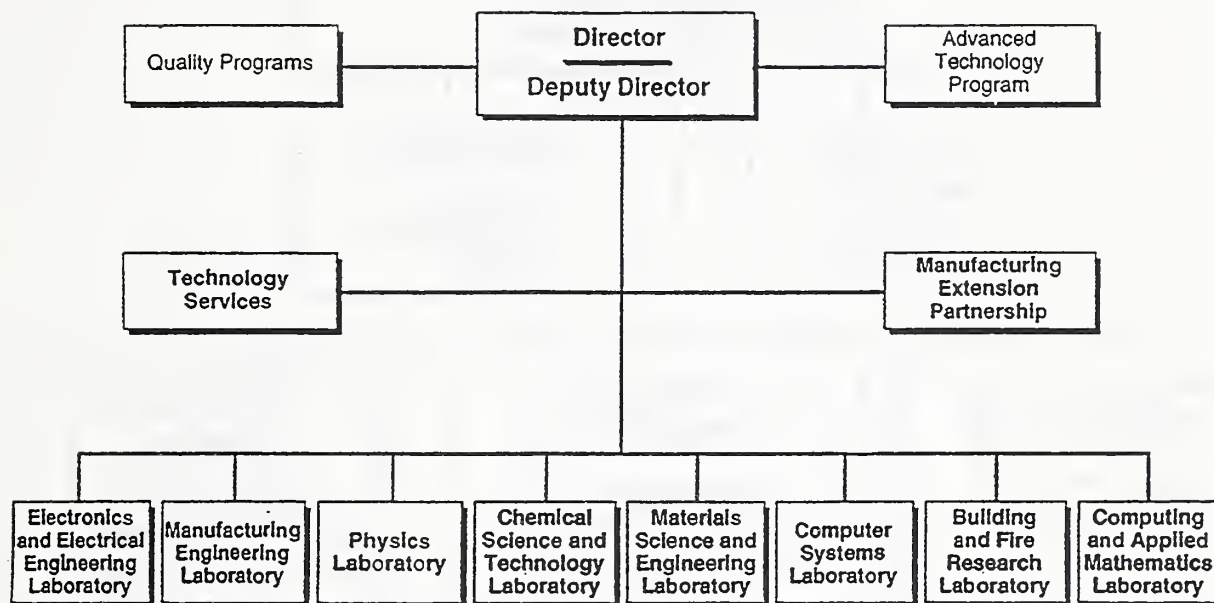 Quality Programs
Director
Deputy Director
Advanced
Technology
Program
Technology
Services
Manufacturing
Extension
Partnership
Electronics
and Electrical
Engineering
Laboratory
Manufacturing
Engineering
Laboratory
Physics
Laboratory
Chemical
Science and
Technology
Laboratory
Materials
Science and
Engineering
Laboratory
Computer
Systems
Laboratory
Building
and Fire
Research
Laboratory
Computing
and Applied
Mathematics
Laboratory